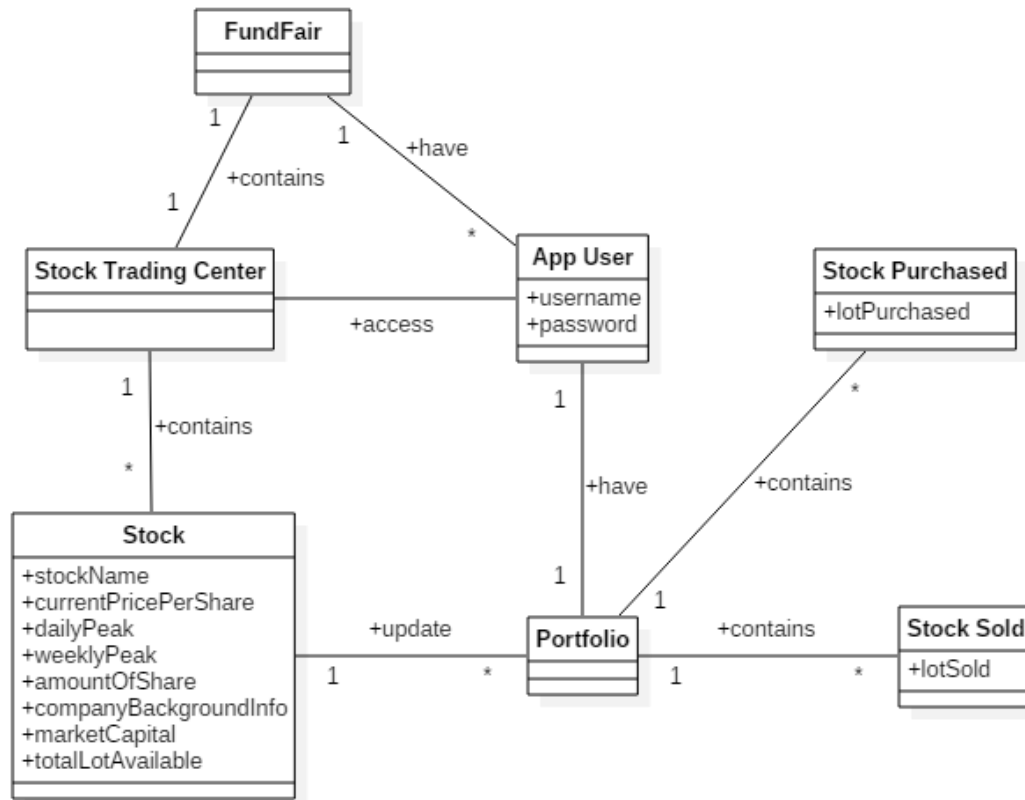 FundFair
1
1
+have
+contains
1
*
Stock Trading Center
App User
+username
+password
Stock Purchased
+lotPurchased
+access
1
1
*
+contains
*
+have
+contains
Stock
+stockName
+currentPricePerShare
+dailyPeak
+weeklyPeak
+amountOfShare
+companyBackgroundInfo
+marketCapital
+totalLotAvailable
1
1
+update
1
*
Portfolio
+contains
1
*
Stock Sold
+lotSold